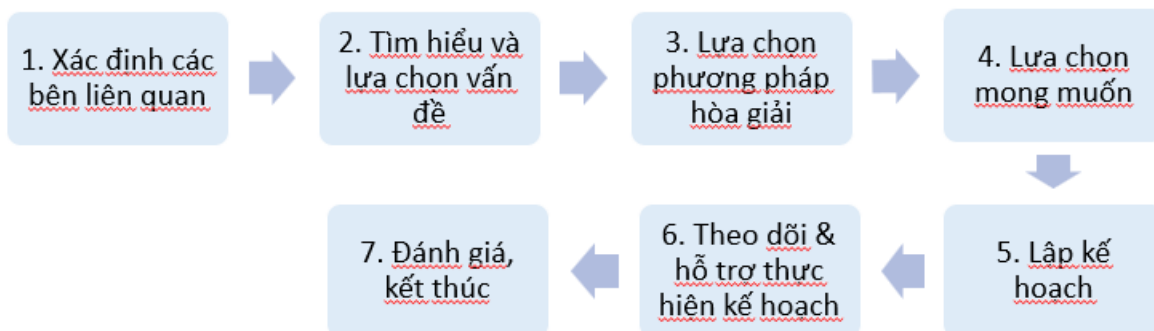 1. Xác định các
bên liên quan
2. Tìm hiểu và
lựa chọn vấn
đề
3. Lựa chọn
phương pháp
hòa giải
4. Lựa chọn
mong muốn
5. Lập kế
hoạch
6. Theo dõi &
hỗ trợ thực
hiện kế hoạch
7. Đánh giá,
kết thúc